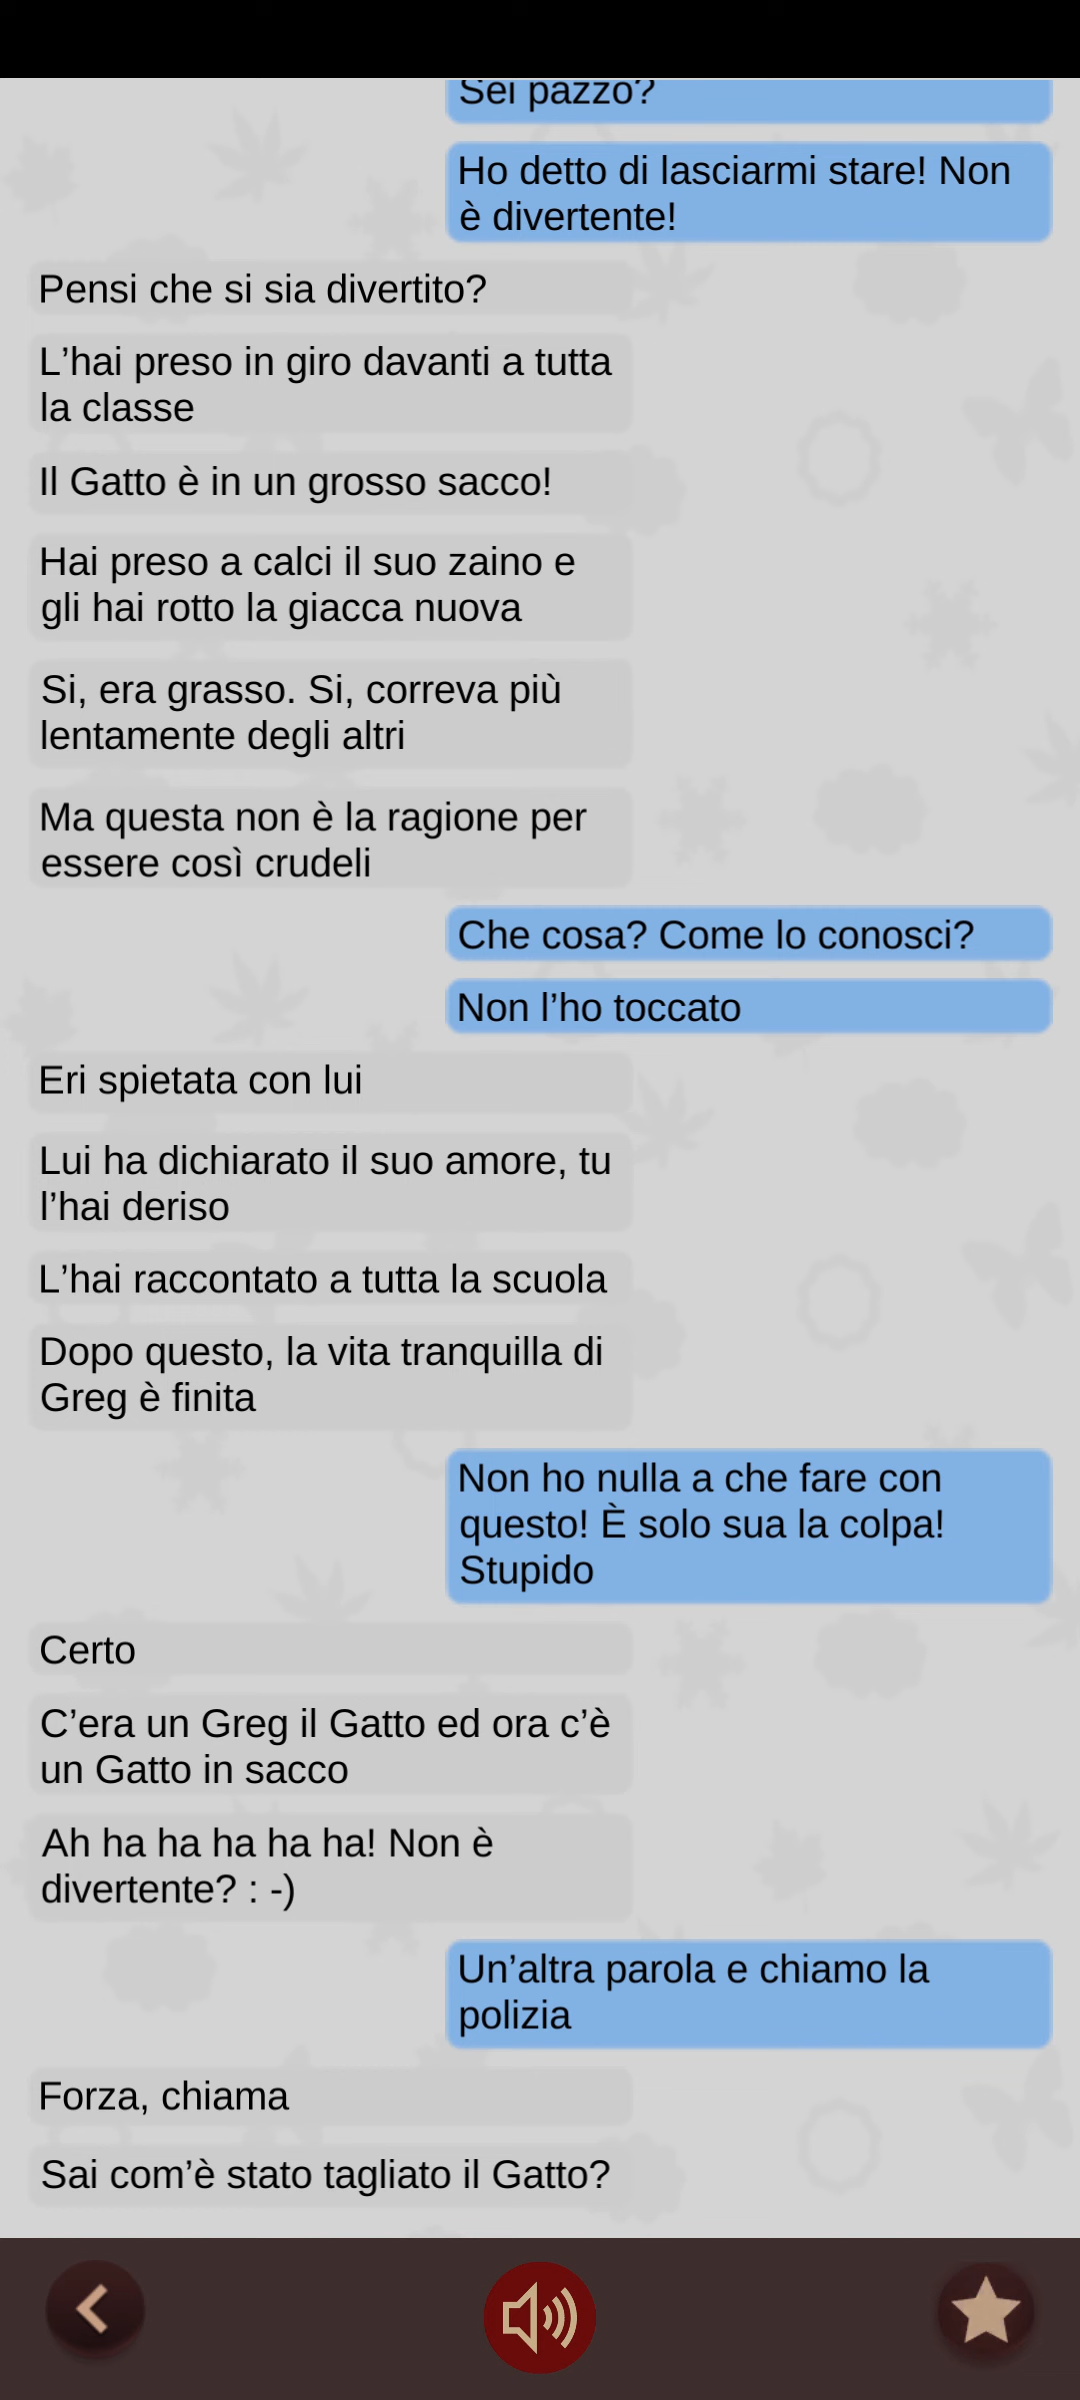 Sei pazzo?
Ho detto di lasciarmi stare! Non
è divertente!
Pensi che si sia divertito?
L’hai preso in giro davanti a tutta
la classe
Il Gatto è in un grosso sacco!
Hai preso a calci il suo zaino e
gli hai rotto la giacca nuova
Si, era grasso. Si, correva più
lentamente degli altri
Ma questa non è la ragione per
essere così crudeli
Che cosa? Come lo conosci?
Non l’ho toccato
Eri spietata con lui
Lui ha dichiarato il suo amore, tu
l’hai deriso
L’hai raccontato a tutta la scuola
Dopo questo, la vita tranquilla di
Greg è finita
Non ho nulla a che fare con
questo! È solo sua la colpa!
Stupido
Certo
C’era un Greg il Gatto ed ora c’è
un Gatto in sacco
Ah ha ha ha ha ha! Non è
divertente? : -)
Un’altra parola e chiamo la
polizia
Forza, chiama
Sai com’è stato tagliato il Gatto?